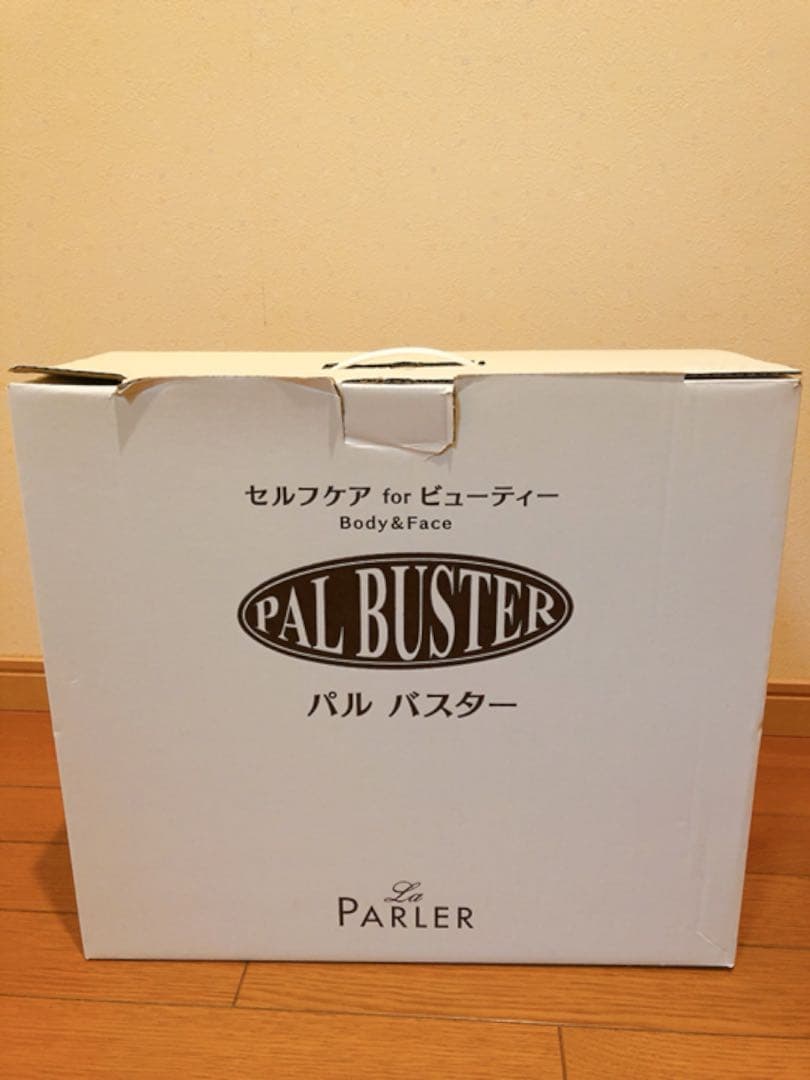 セルフケア for ビューティー
Body&Face
PAL BUSTER
パル バスター
La
PARLER